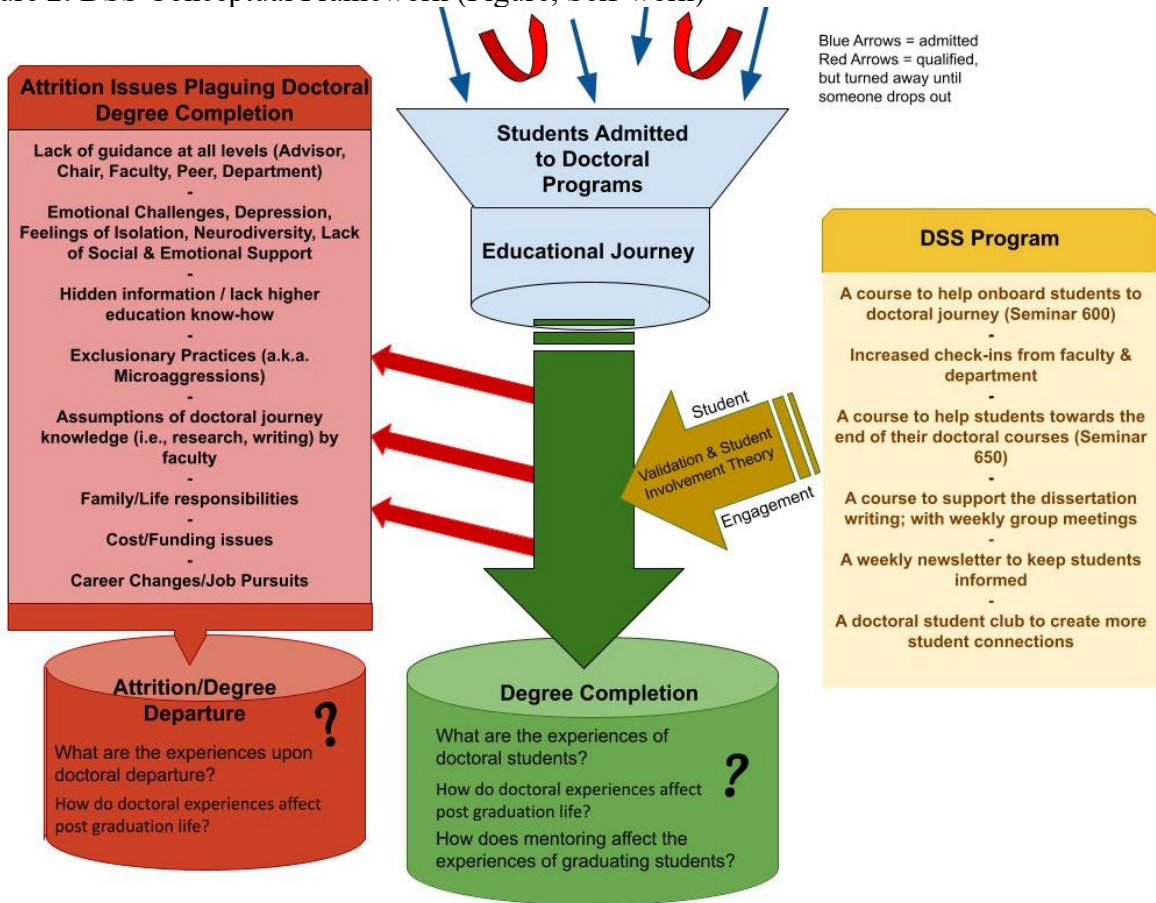 DSS Conceptual Framework (Figure, Self work)
Blue Arrows = admitted
Red Arrows = qualified,
but turned away until
someone drops out
Attrition Issues Plaguing Doctoral
Degree Completion
Lack of guidance at all levels (Advisor,
Chair, Faculty, Peer, Department)
-
Emotional Challenges, Depression,
Feelings of Isolation, Neurodiversity, Lack
of Social & Emotional Support
-
Hidden information / lack higher
education know-how
-
Exclusionary Practices (a.k.a.
Microaggressions)
-
Assumptions of doctoral journey
knowledge (i.e., research, writing) by
faculty
-
Family/Life responsibilities
-
Cost/Funding issues
-
Career Changes/Job Pursuits
Students Admitted
to Doctoral
Programs
Educational Journey
Student
Validation & Student
Involvement Theory
Engagement
DSS Program
A course to help onboard students to
doctoral journey (Seminar 600)
-
Increased check-ins from faculty &
department
-
A course to help students towards the
end of their doctoral courses (Seminar
650)
-
A course to support the dissertation
writing; with weekly group meetings
-
A weekly newsletter to keep students
informed
-
A doctoral student club to create more
student connections
Attrition/Degree
Departure
?
What are the experiences upon
doctoral departure?
How do doctoral experiences affect
post graduation life?
Degree Completion
What are the experiences of
doctoral students?
?
How do doctoral experiences affect
post graduation life?
How does mentoring affect the
experiences of graduating students?